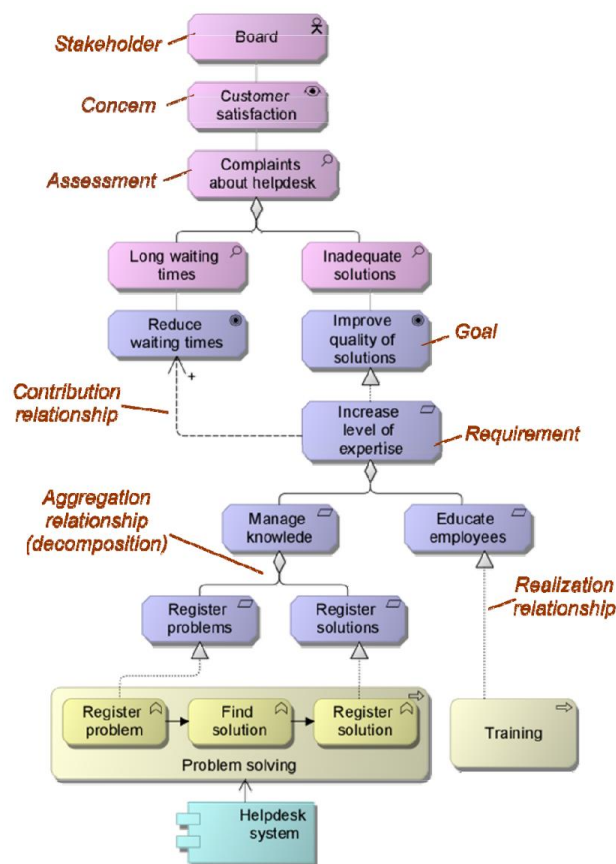 Stakeholder
Board
Concern
Customer
satisfaction
Assessment
Complaints
about helpdesk
Long waiting
times
Inadequate
solutions
Reduce
waiting times
Improve
quality of
solutions
Goal
+
Contribution
relationship
Increase
level of
expertise
Requirement
Aggregation
relationship
(decomposition)
Manage
knowlede
Educate
employees
Register
problems
Register
solutions
Realization
relationship
Register
problem
Find
solution
Register
solution
Problem solving
Training
Helpdesk
system